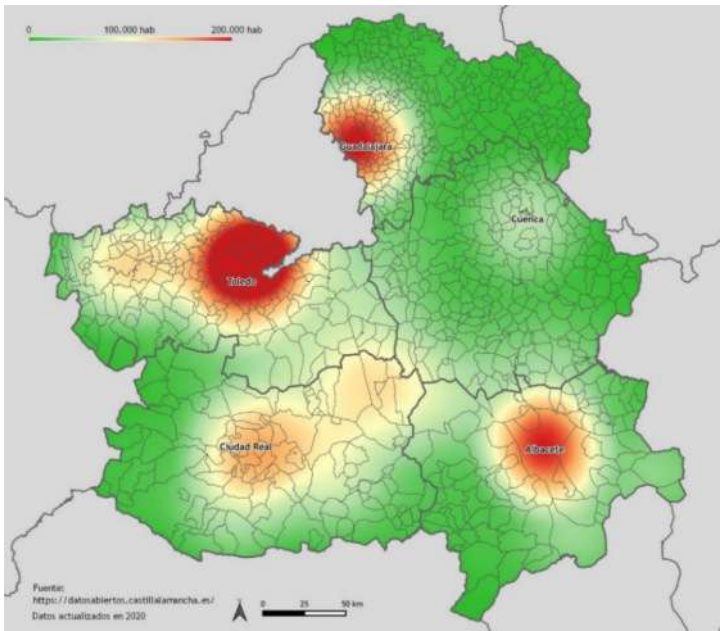 0 100.000 hab 200.000 hab
Guadalajara
Cuenca
Toledo
Ciudad Real
Albacete
Fuente:
https://datosabiertos.castillalamancha.es/
Datos actualizados en 2020
0 25 50 km